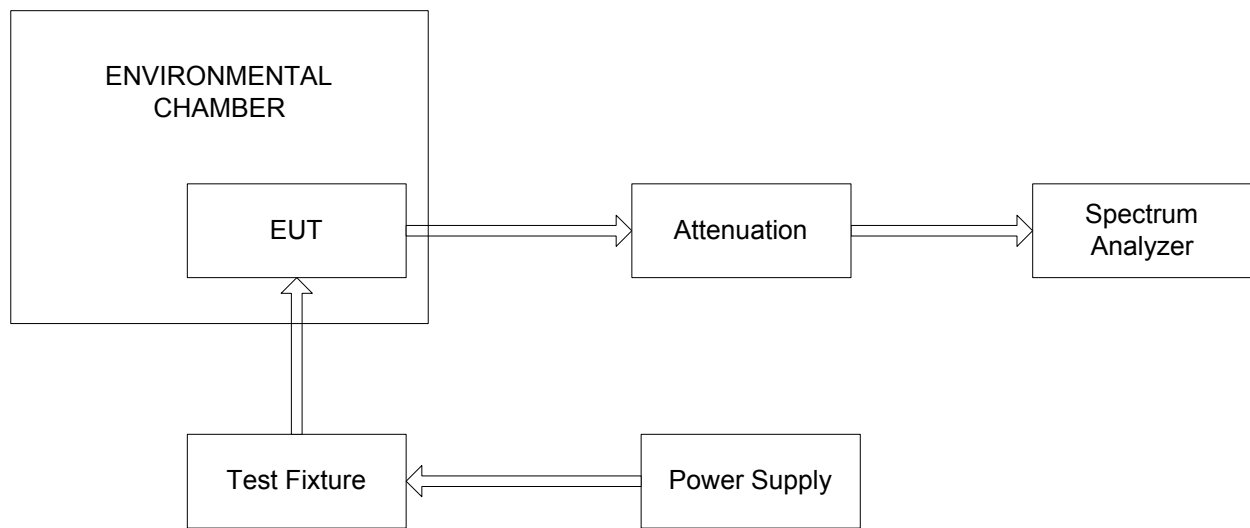 ENVIRONMENTAL
CHAMBER
EUT
Attenuation
Spectrum
Analyzer
Test Fixture
Power Supply